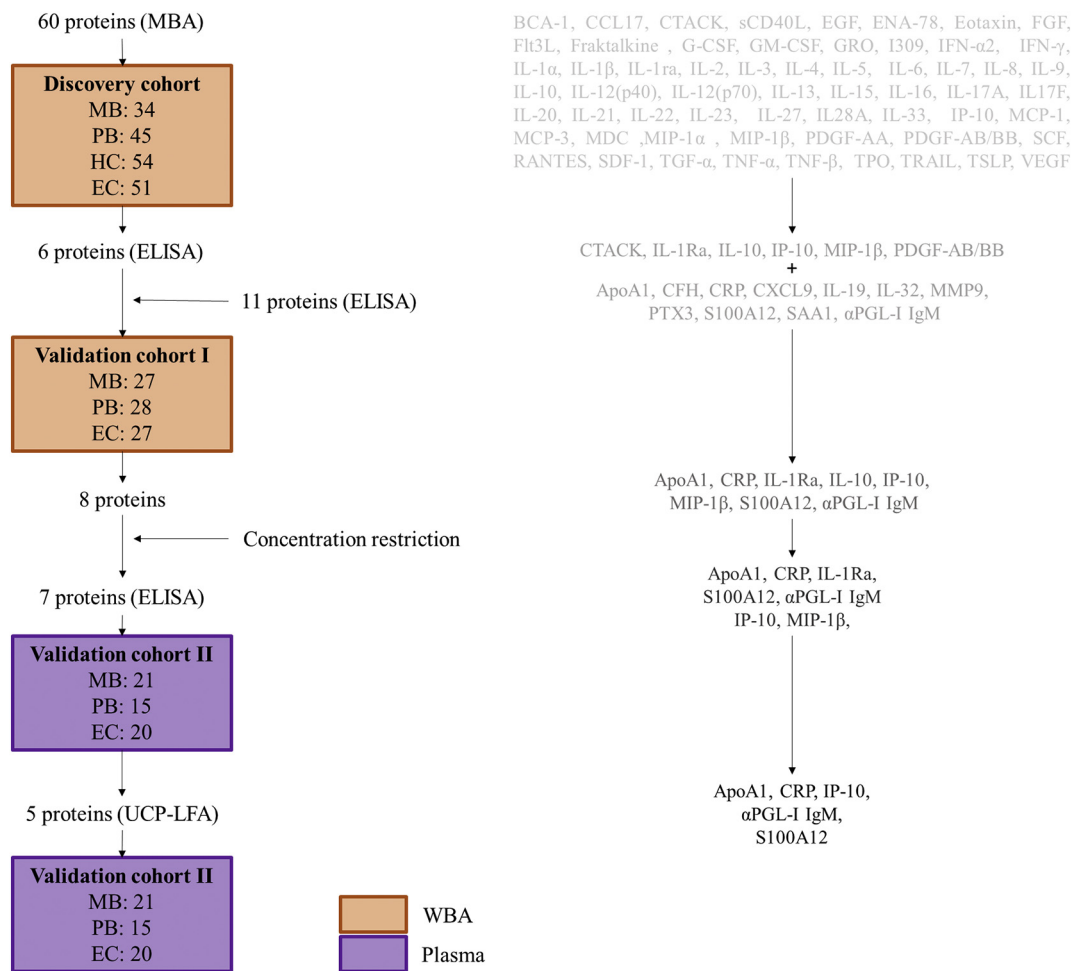 60 proteins (MBA)
Discovery cohort
MB: 34
PB: 45
HC: 54
EC: 51
6 proteins (ELISA)
11 proteins (ELISA)
Validation cohort I
MB: 27
PB: 28
EC: 27
8 proteins
Concentration restriction
7 proteins (ELISA)
Validation cohort II
MB: 21
PB: 15
EC: 20
5 proteins (UCP-LFA)
Validation cohort II
MB: 21
PB: 15
EC: 20
WBA
Plasma
BCA-1, CCL17, CTACK, sCD40L, EGF, ENA-78, Eotaxin, FGF,
Flt3L, Fraktalkine , G-CSF, GM-CSF, GRO, I309, IFN-α2, IFN-γ,
IL-1α, IL-1β, IL-1ra, IL-2, IL-3, IL-4, IL-5, IL-6, IL-7, IL-8, IL-9,
IL-10, IL-12(p40), IL-12(p70), IL-13, IL-15, IL-16, IL-17A, IL17F,
IL-20, IL-21, IL-22, IL-23, IL-27, IL28A, IL-33, IP-10, MCP-1,
MCP-3, MDC ,MIP-1α , MIP-1β, PDGF-AA, PDGF-AB/BB, SCF,
RANTES, SDF-1, TGF-α, TNF-α, TNF-β, TPO, TRAIL, TSLP, VEGF
CTACK, IL-1Ra, IL-10, IP-10, MIP-1β, PDGF-AB/BB
+
ApoA1, CFH, CRP, CXCL9, IL-19, IL-32, MMP9,
PTX3, S100A12, SAA1, αPGL-I IgM
ApoA1, CRP, IL-1Ra, IL-10, IP-10,
MIP-1β, S100A12, αPGL-I IgM
ApoA1, CRP, IL-1Ra,
S100A12, αPGL-I IgM
IP-10, MIP-1β,
ApoA1, CRP, IP-10,
αPGL-I IgM,
S100A12